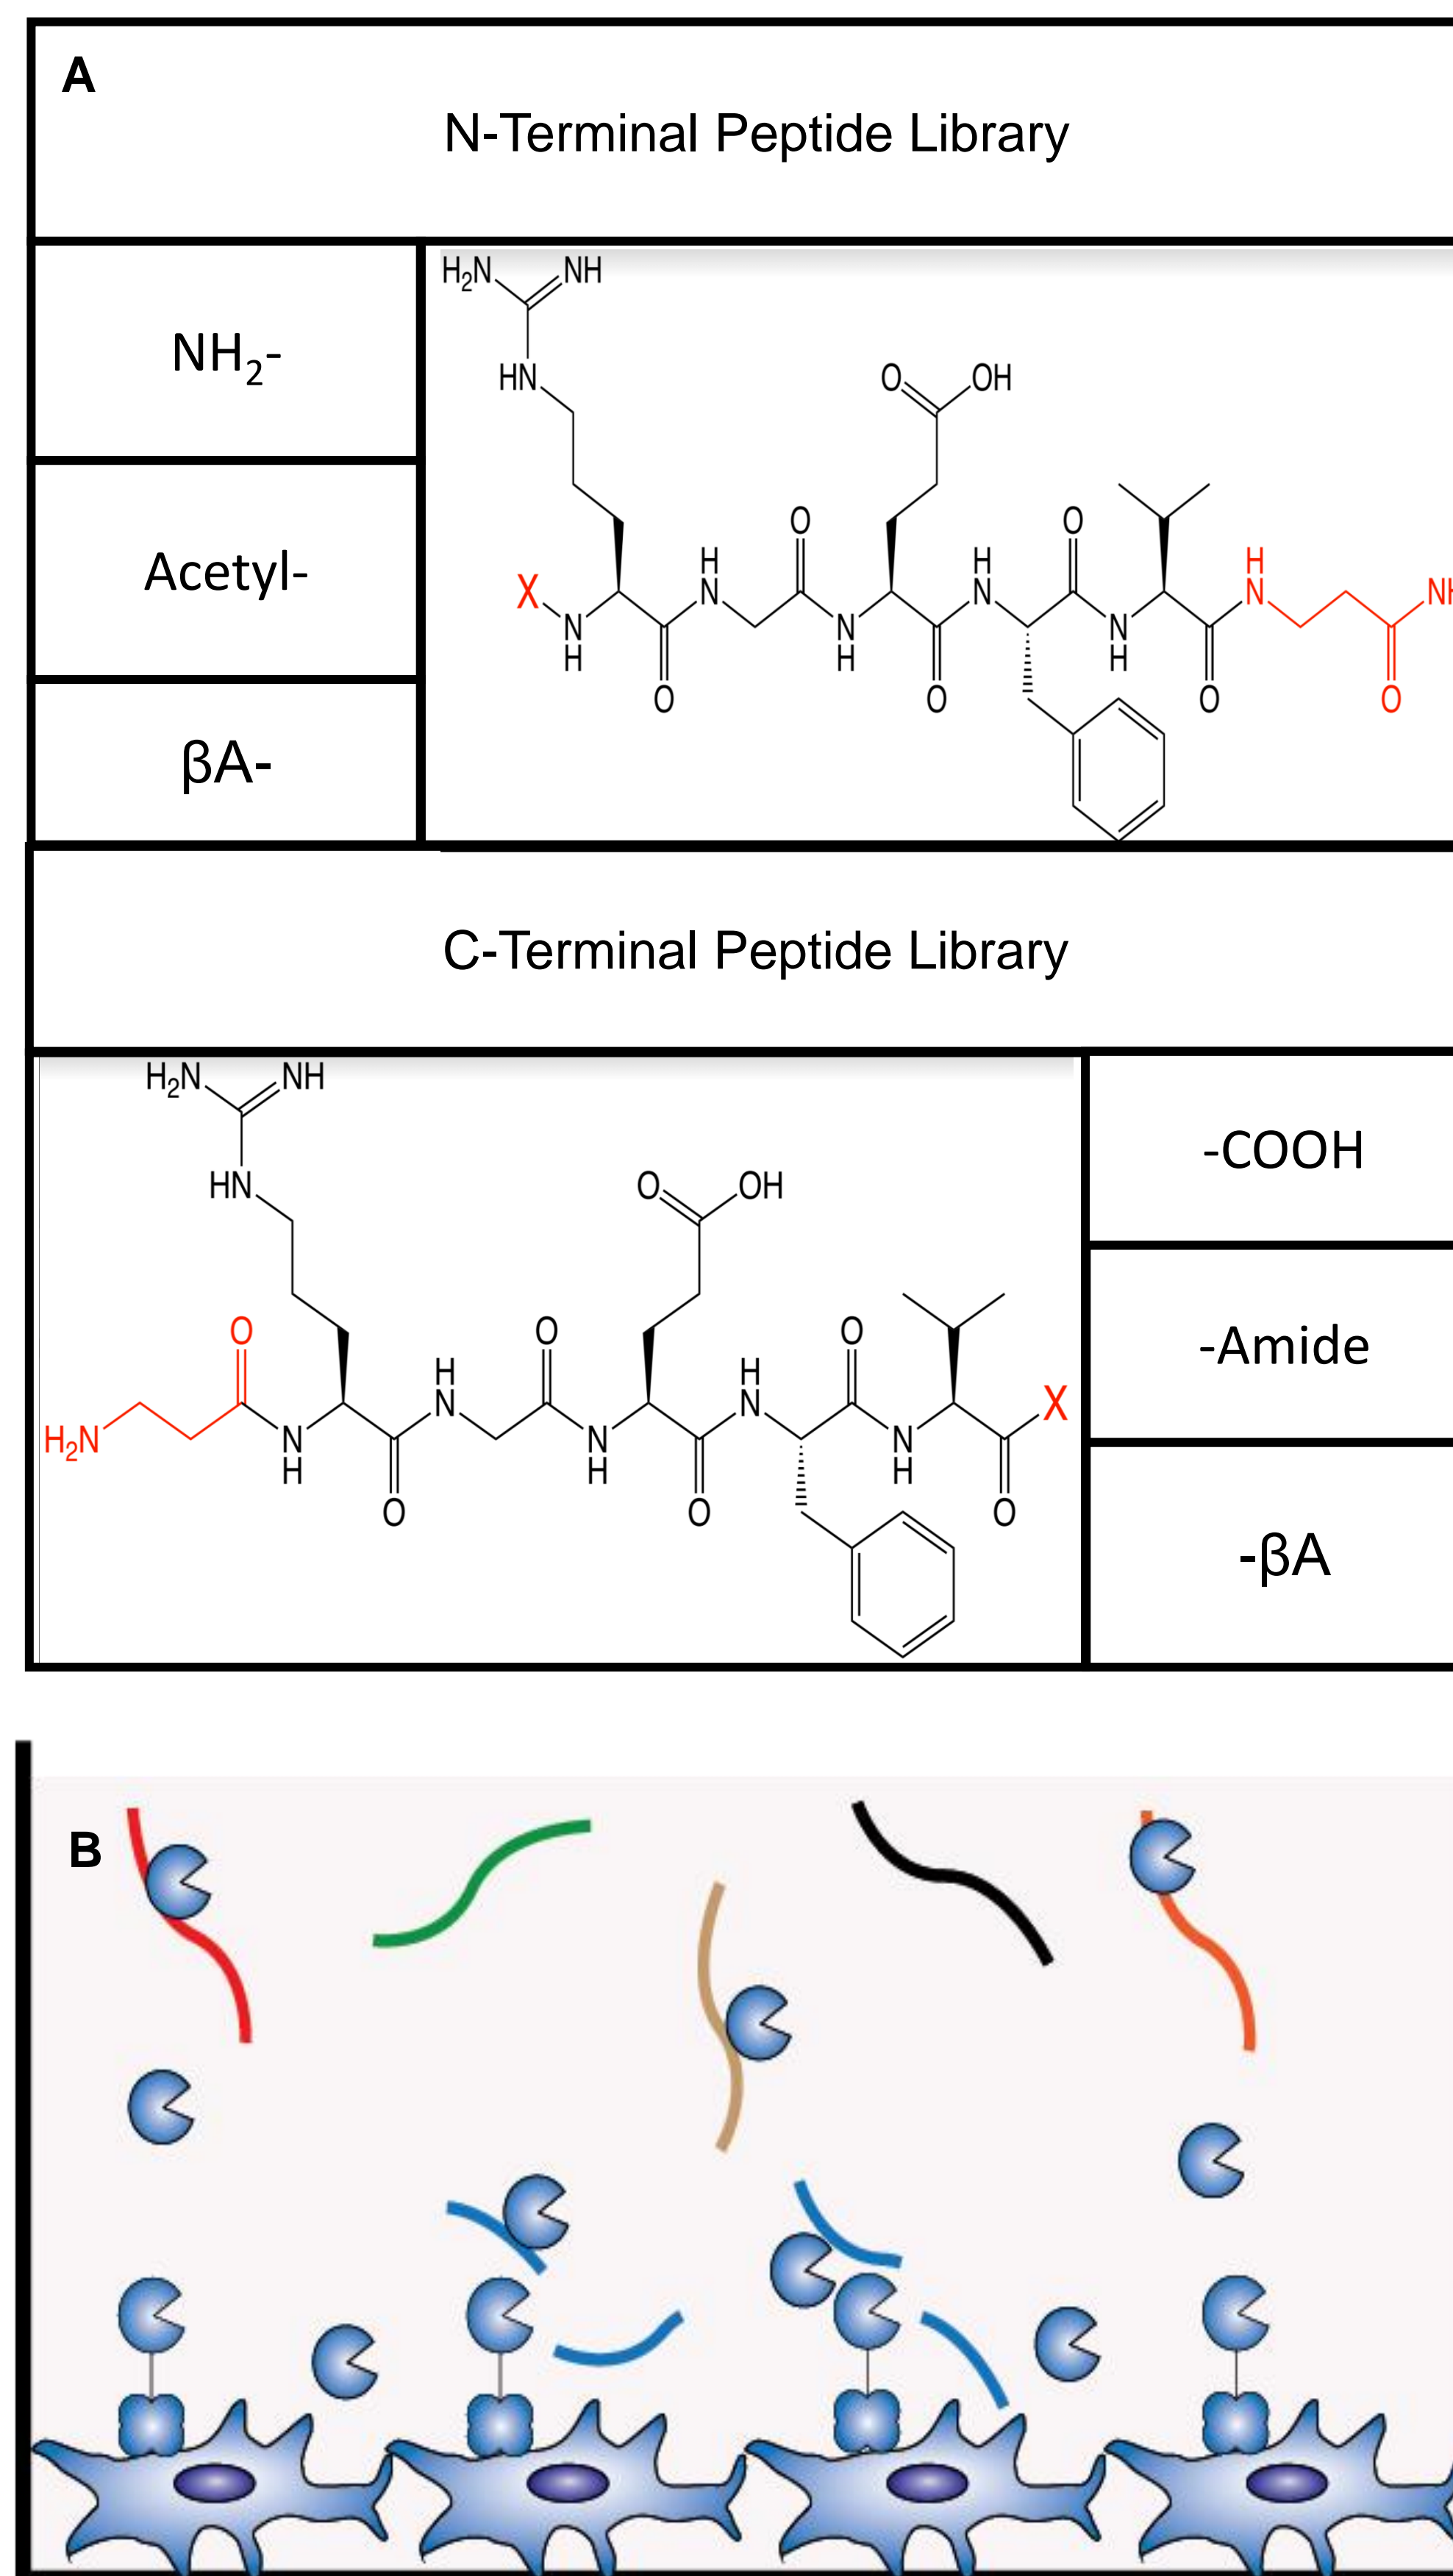 A
N-Terminal Peptide Library
NH2-
Acetyl-
βA-
H2N
NH
HN
O
OH
O
O
H
N
H
N
H
N
X
N
H
N
H
N
H
O
O
O
O
C-Terminal Peptide Library
H2N
NH
HN
O
OH
O
O
O
H
N
H
N
X
H2N
N
H
N
H
N
H
O
O
O
-COOH
-Amide
-βA
B